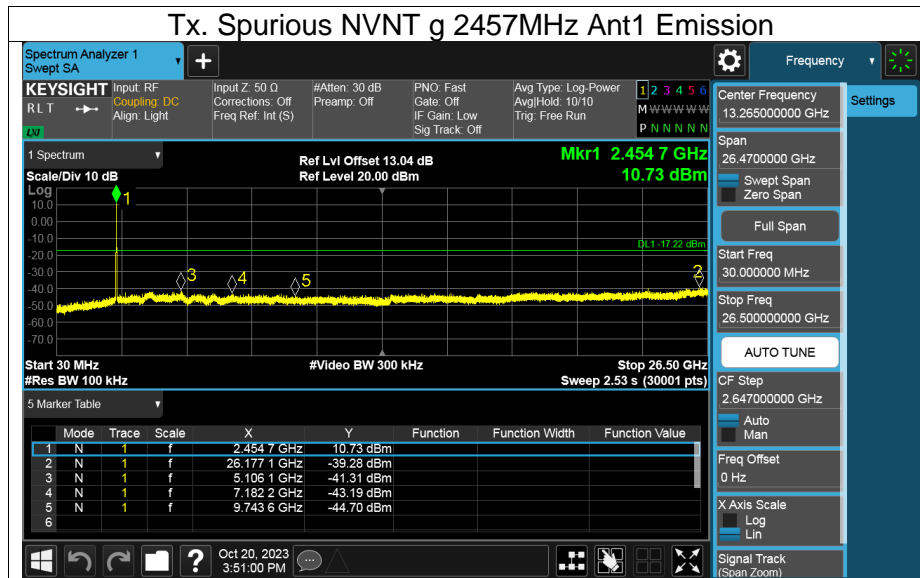 Tx. Spurious NVNT g 2457MHz Ant1 Emission
Spectrum Analyzer 1
Swept SA
+
Frequency
KEYSIGHT
RLT
LXI
Input: RF
Coupling: DC
Align: Light
Input Z: 50 Ω
Corrections: Off
Freq Ref: Int (S)
#Atten: 30 dB
Preamp: Off
PNO: Fast
Gate: Off
IF Gain: Low
Sig Track: Off
Avg Type: Log-Power
Avg|Hold: 10/10
Trig: Free Run
1 2 3 4 5 6
M W W W W W
P N N N N N
1 Spectrum
Scale/Div 10 dB
Ref Lvl Offset 13.04 dB
Ref Level 20.00 dBm
Mkr1 2.454 7 GHz
10.73 dBm
Log
10.0
0.00
-10.0
-20.0
-30.0
-40.0
-50.0
-60.0
-70.0
1
3
4
5
2
DL1 -17.22 dBm
Start 30 MHz
#Video BW 300 kHz
Stop 26.50 GHz
#Res BW 100 kHz
Sweep 2.53 s (30001 pts)
5 Marker Table
Mode Trace Scale X Y Function Function Width Function Value
1 N 1 f 2.454 7 GHz 10.73 dBm
2 N 1 f 26.177 1 GHz -39.28 dBm
3 N 1 f 5.106 1 GHz -41.31 dBm
4 N 1 f 7.182 2 GHz -43.19 dBm
5 N 1 f 9.743 6 GHz -44.70 dBm
6
Center Frequency
13.265000000 GHz
Settings
Span
26.4700000 GHz
Swept Span
Zero Span
Full Span
Start Freq
30.000000 MHz
Stop Freq
26.500000000 GHz
AUTO TUNE
CF Step
2.647000000 GHz
Auto
Man
Freq Offset
0 Hz
X Axis Scale
Log
Lin
Signal Track
(Span Zoom)
?
Oct 20, 2023
3:51:00 PM